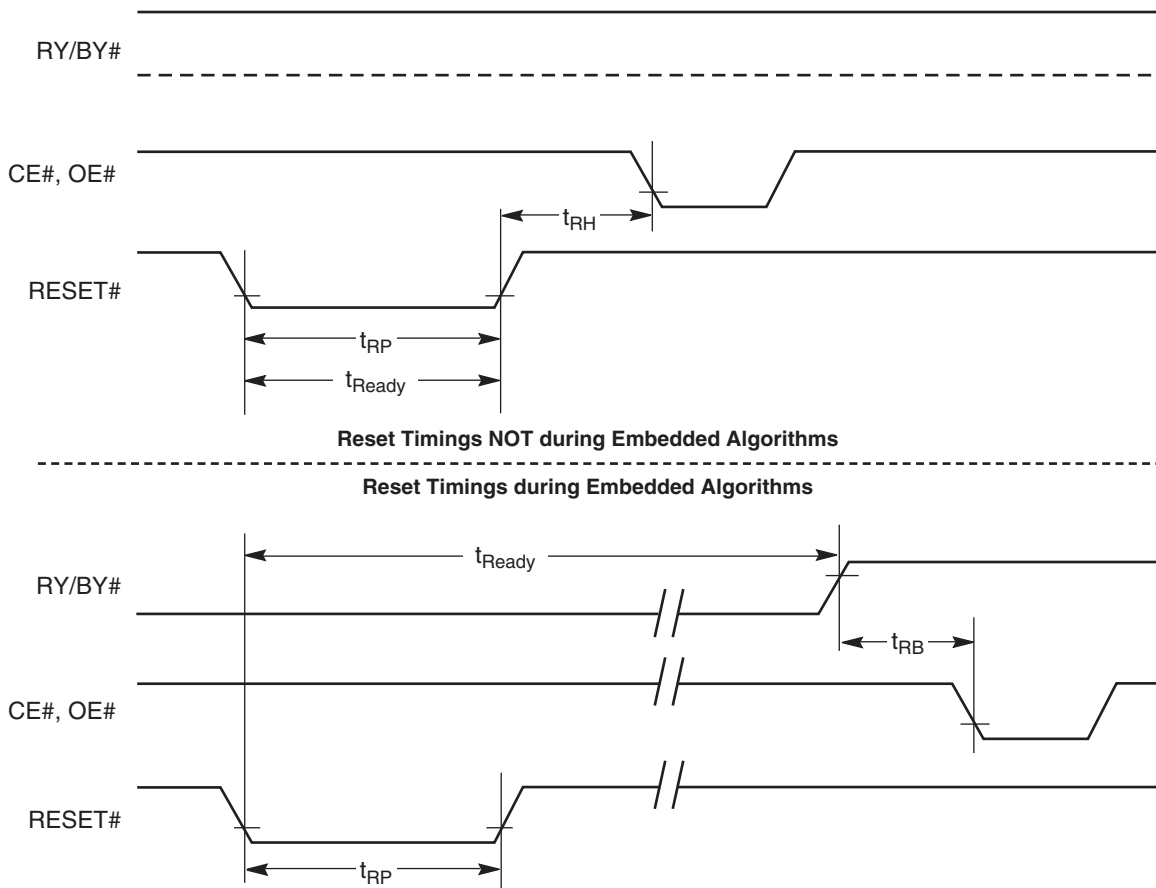 RY/BY#
CE#, OE#
tRH
RESET#
tRP
tReady
Reset Timings NOT during Embedded Algorithms
Reset Timings during Embedded Algorithms
tReady
RY/BY#
tRB
CE#, OE#
RESET#
tRP